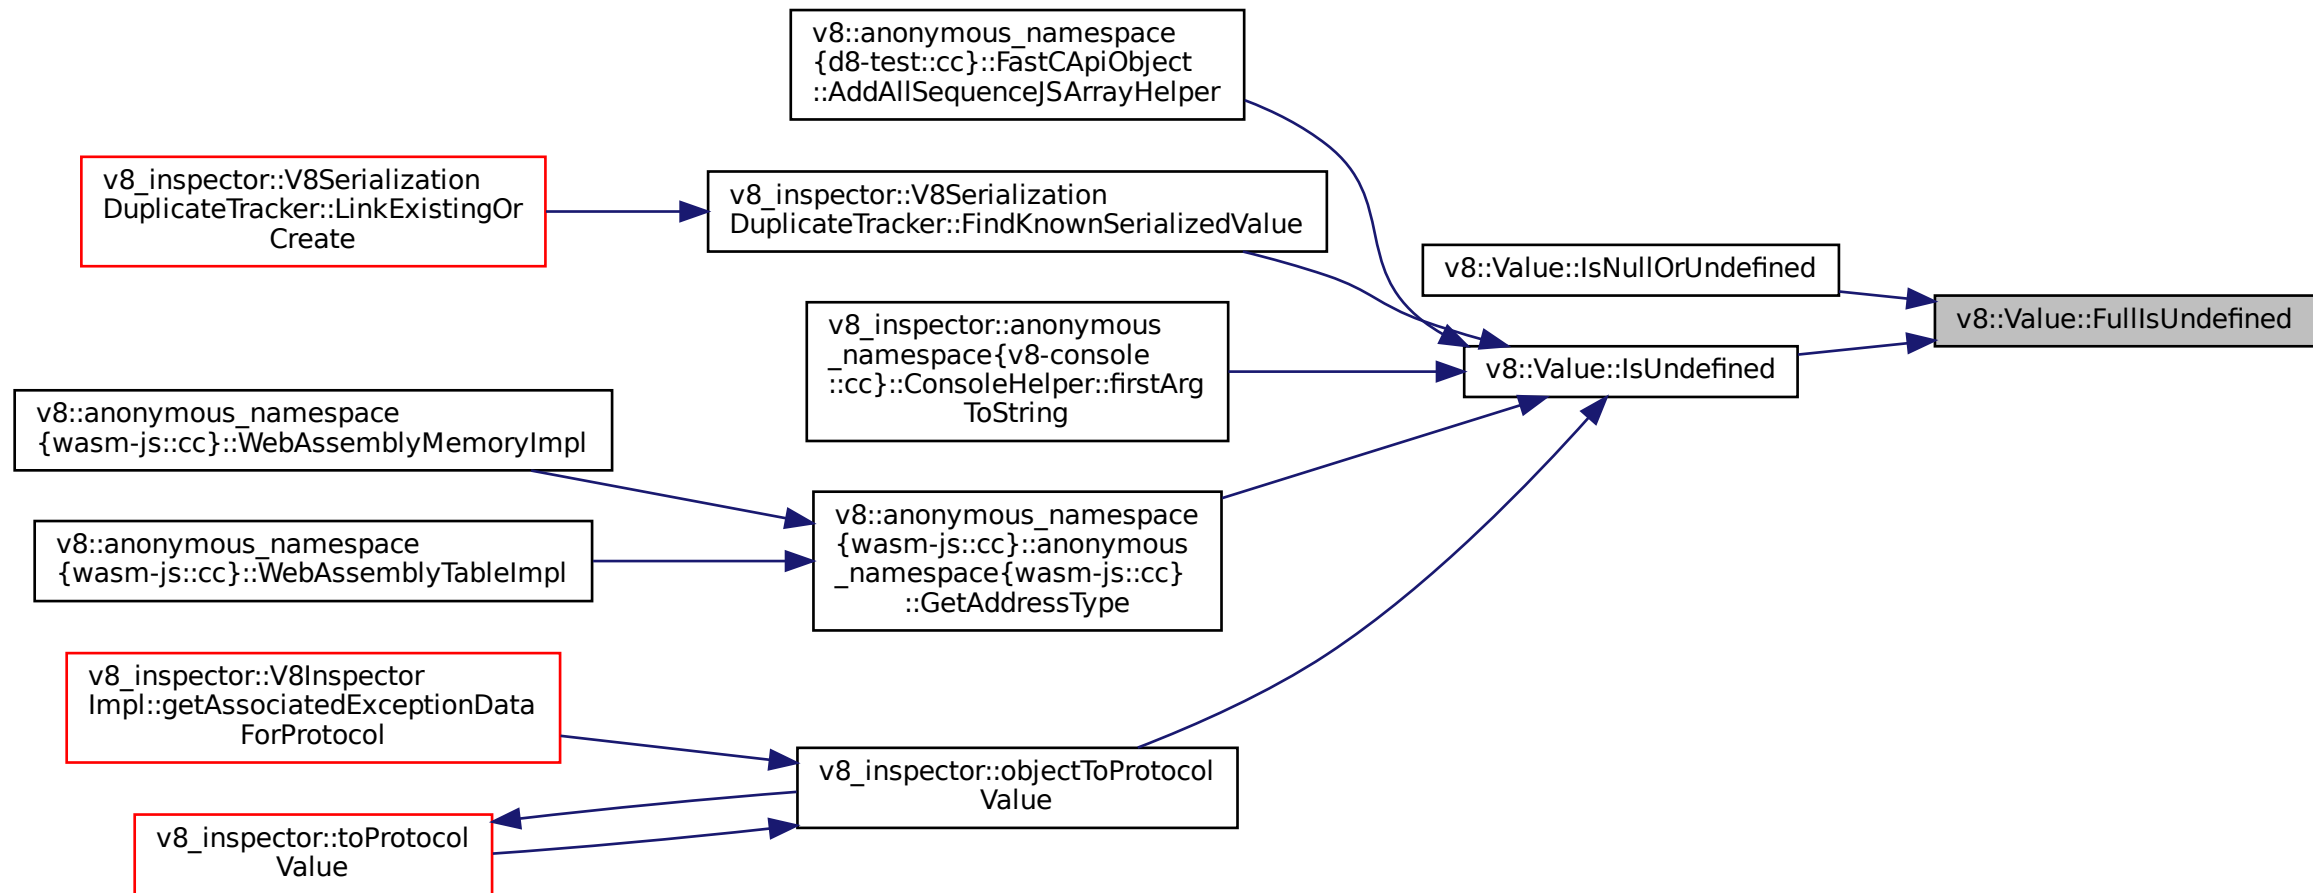 v8::anonymous_namespace
{d8-test::cc}::FastCApiObject
::AddAllSequenceJSArrayHelper
v8_inspector::V8Serialization
DuplicateTracker::LinkExistingOr
Create
v8_inspector::V8Serialization
DuplicateTracker::FindKnownSerializedValue
v8::Value::IsNullOrUndefined
v8::Value::FullIsUndefined
v8_inspector::anonymous
_namespace{v8-console
::cc}::ConsoleHelper::firstArg
ToString
v8::Value::IsUndefined
v8::anonymous_namespace
{wasm-js::cc}::WebAssemblyMemoryImpl
v8::anonymous_namespace
{wasm-js::cc}::WebAssemblyTableImpl
v8::anonymous_namespace
{wasm-js::cc}::anonymous
_namespace{wasm-js::cc}
::GetAddressType
v8_inspector::V8Inspector
Impl::getAssociatedExceptionData
ForProtocol
v8_inspector::objectToProtocol
Value
v8_inspector::toProtocol
Value